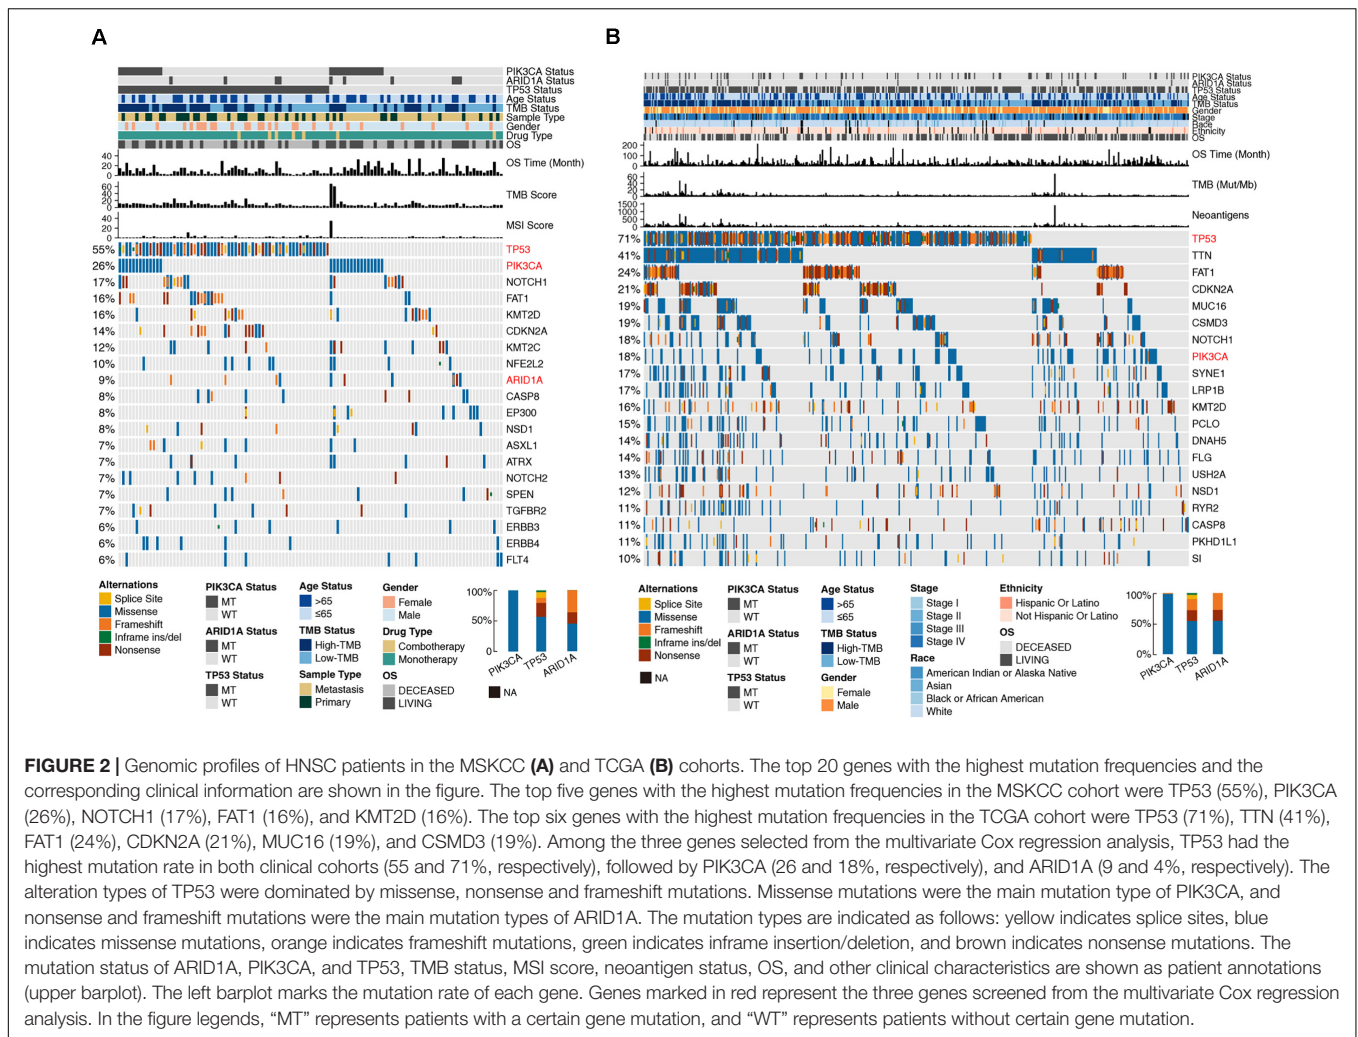 A
PIK3CA Status
ARID1A Status
TP53 Status
Age Status
TMB Status
Sample Type
Gender
Drug Type
OS
40
20
0
OS Time (Month)
60
40
20
0
TMB Score
40
20
0
MSI Score
55% TP53
26% PIK3CA
17% NOTCH1
16% FAT1
16% KMT2D
14% CDKN2A
12% KMT2C
10% NFE2L2
9% ARID1A
8% CASP8
8% EP300
8% NSD1
7% ASXL1
7% ATRX
7% NOTCH2
7% SPEN
7% TGFBR2
6% ERBB3
6% ERBB4
6% FLT4
Alternations
Splice Site
Missense
Frameshift
Inframe ins/del
Nonsense
PIK3CA Status
MT
WT
ARID1A Status
MT
WT
TP53 Status
MT
WT
Age Status
>65
≤65
TMB Status
High-TMB
Low-TMB
Sample Type
Metastasis
Primary
Gender
Female
Male
Drug Type
Combotherapy
Monotherapy
OS
DECEASED
LIVING
100%
50%
0%
PIK3CA
TP53
ARID1A
NA
B
PIK3CA Status
ARID1A Status
TP53 Status
Age Status
TMB Status
Gender
Stage
Race
Ethnicity
OS
200
100
0
OS Time (Month)
60
40
20
0
TMB (Mut/Mb)
1500
1000
500
0
Neoantigens
71% TP53
41% TTN
24% FAT1
21% CDKN2A
19% MUC16
19% CSMD3
18% NOTCH1
18% PIK3CA
17% SYNE1
17% LRP1B
16% KMT2D
15% PCLO
14% DNAH5
14% FLG
13% USH2A
12% NSD1
11% RYR2
11% CASP8
11% PKHD1L1
10% SI
Alternations
Splice Site
Missense
Frameshift
Inframe ins/del
Nonsense
NA
PIK3CA Status
MT
WT
ARID1A Status
MT
WT
TP53 Status
MT
WT
Age Status
>65
≤65
TMB Status
High-TMB
Low-TMB
Gender
Female
Male
Stage
Stage I
Stage II
Stage III
Stage IV
Race
American Indian or Alaska Native
Asian
Black or African American
White
Ethnicity
Hispanic Or Latino
Not Hispanic Or Latino
OS
DECEASED
LIVING
100%
50%
0%
PIK3CA
TP53
ARID1A
FIGURE 2 | Genomic profiles of HNSC patients in the MSKCC (A) and TCGA (B) cohorts. The top 20 genes with the highest mutation frequencies and the
corresponding clinical information are shown in the figure. The top five genes with the highest mutation frequencies in the MSKCC cohort were TP53 (55%), PIK3CA
(26%), NOTCH1 (17%), FAT1 (16%), and KMT2D (16%). The top six genes with the highest mutation frequencies in the TCGA cohort were TP53 (71%), TTN (41%),
FAT1 (24%), CDKN2A (21%), MUC16 (19%), and CSMD3 (19%). Among the three genes selected from the multivariate Cox regression analysis, TP53 had the
highest mutation rate in both clinical cohorts (55 and 71%, respectively), followed by PIK3CA (26 and 18%, respectively), and ARID1A (9 and 4%, respectively). The
alteration types of TP53 were dominated by missense, nonsense and frameshift mutations. Missense mutations were the main mutation type of PIK3CA, and
nonsense and frameshift mutations were the main mutation types of ARID1A. The mutation types are indicated as follows: yellow indicates splice sites, blue
indicates missense mutations, orange indicates frameshift mutations, green indicates inframe insertion/deletion, and brown indicates nonsense mutations. The
mutation status of ARID1A, PIK3CA, and TP53, TMB status, MSI score, neoantigen status, OS, and other clinical characteristics are shown as patient annotations
(upper barplot). The left barplot marks the mutation rate of each gene. Genes marked in red represent the three genes screened from the multivariate Cox regression
analysis. In the figure legends, “MT” represents patients with a certain gene mutation, and “WT” represents patients without certain gene mutation.